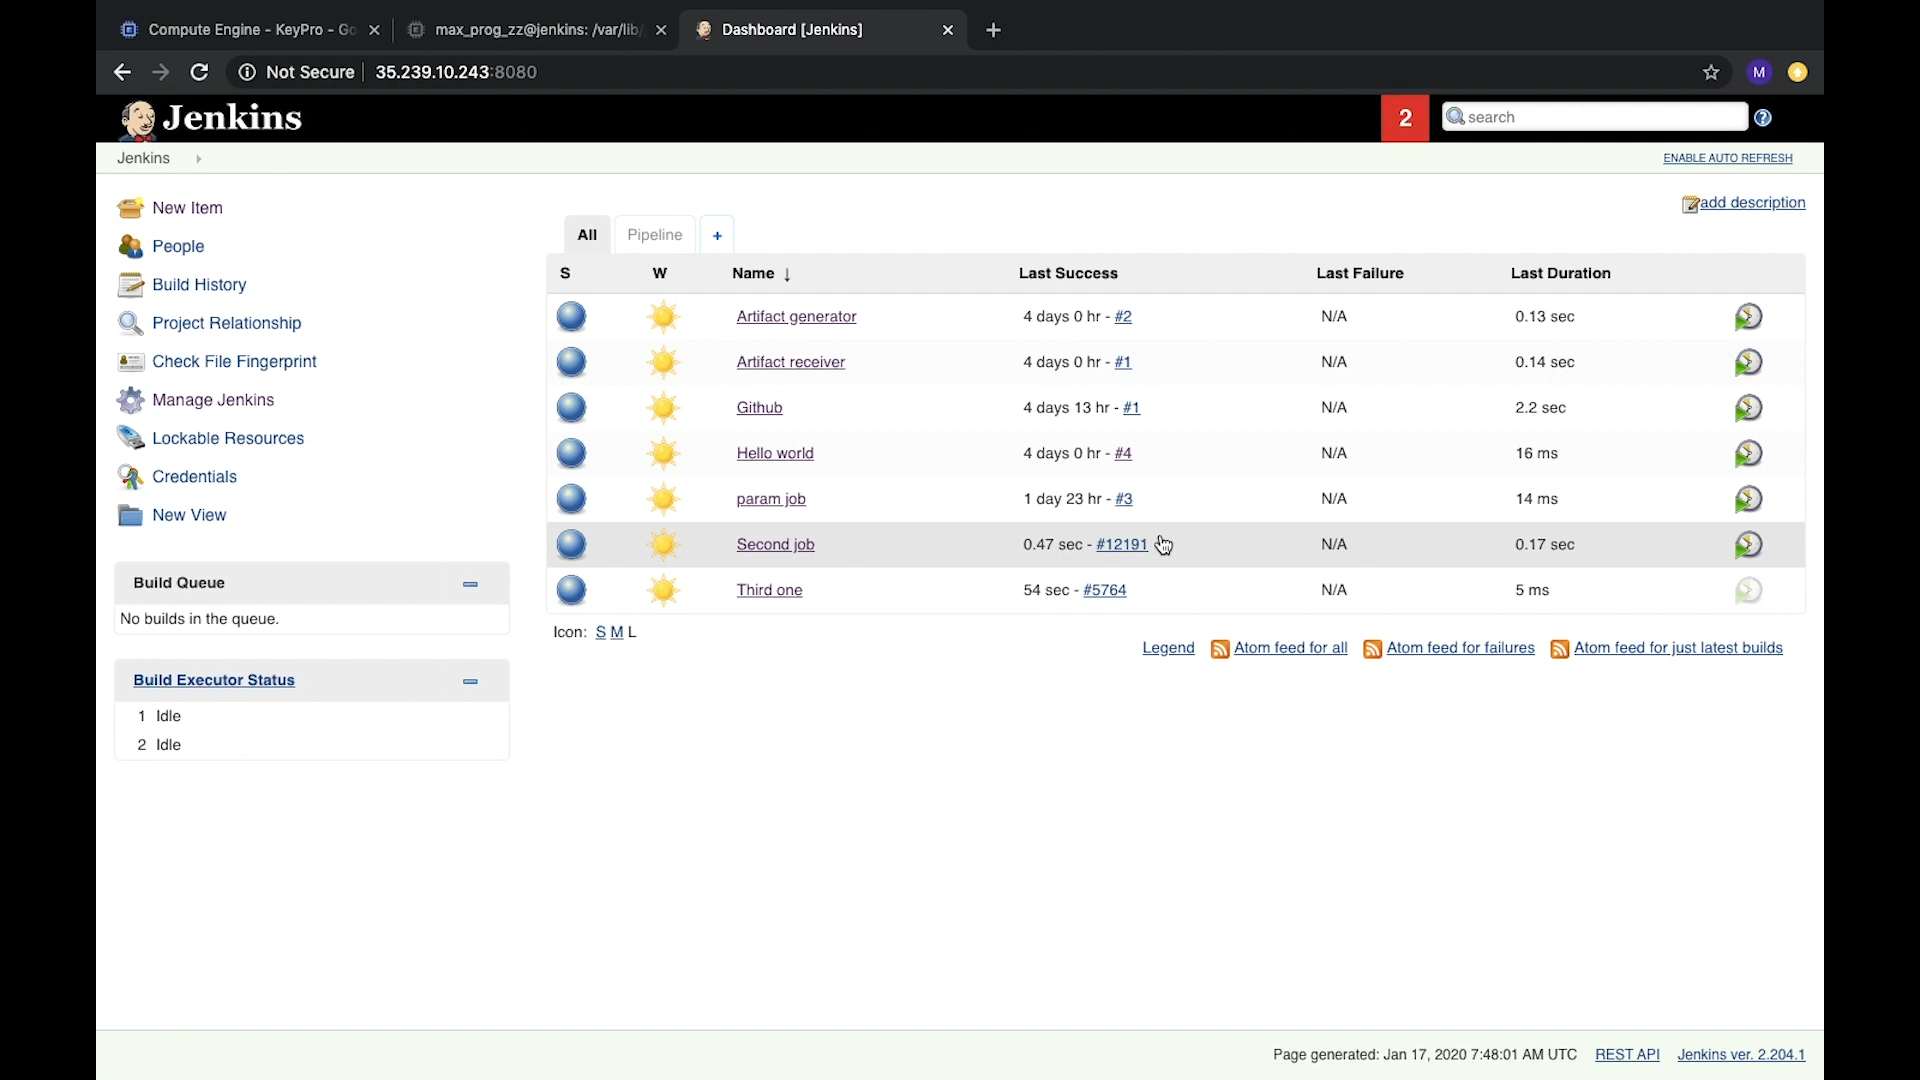 Compute Engine - KeyPro - Go
max_prog_zz@jenkins: /var/lib/
Dashboard [Jenkins]
Not Secure 35.239.10.243:8080 M
Jenkins 2 search
Jenkins ENABLE AUTO REFRESH
add description
New Item
People
Build History
Project Relationship
Check File Fingerprint
Manage Jenkins
Lockable Resources
Credentials
New View
Build Queue
No builds in the queue.
Build Executor Status
1 Idle
2 Idle
All Pipeline +
S W Name ↓ Last Success Last Failure Last Duration
Artifact generator 4 days 0 hr - #2 N/A 0.13 sec
Artifact receiver 4 days 0 hr - #1 N/A 0.14 sec
Github 4 days 13 hr - #1 N/A 2.2 sec
Hello world 4 days 0 hr - #4 N/A 16 ms
param job 1 day 23 hr - #3 N/A 14 ms
Second job 0.47 sec - #12191 N/A 0.17 sec
Third one 54 sec - #5764 N/A 5 ms
Icon: S M L
Legend Atom feed for all Atom feed for failures Atom feed for just latest builds
Page generated: Jan 17, 2020 7:48:01 AM UTC REST API Jenkins ver. 2.204.1